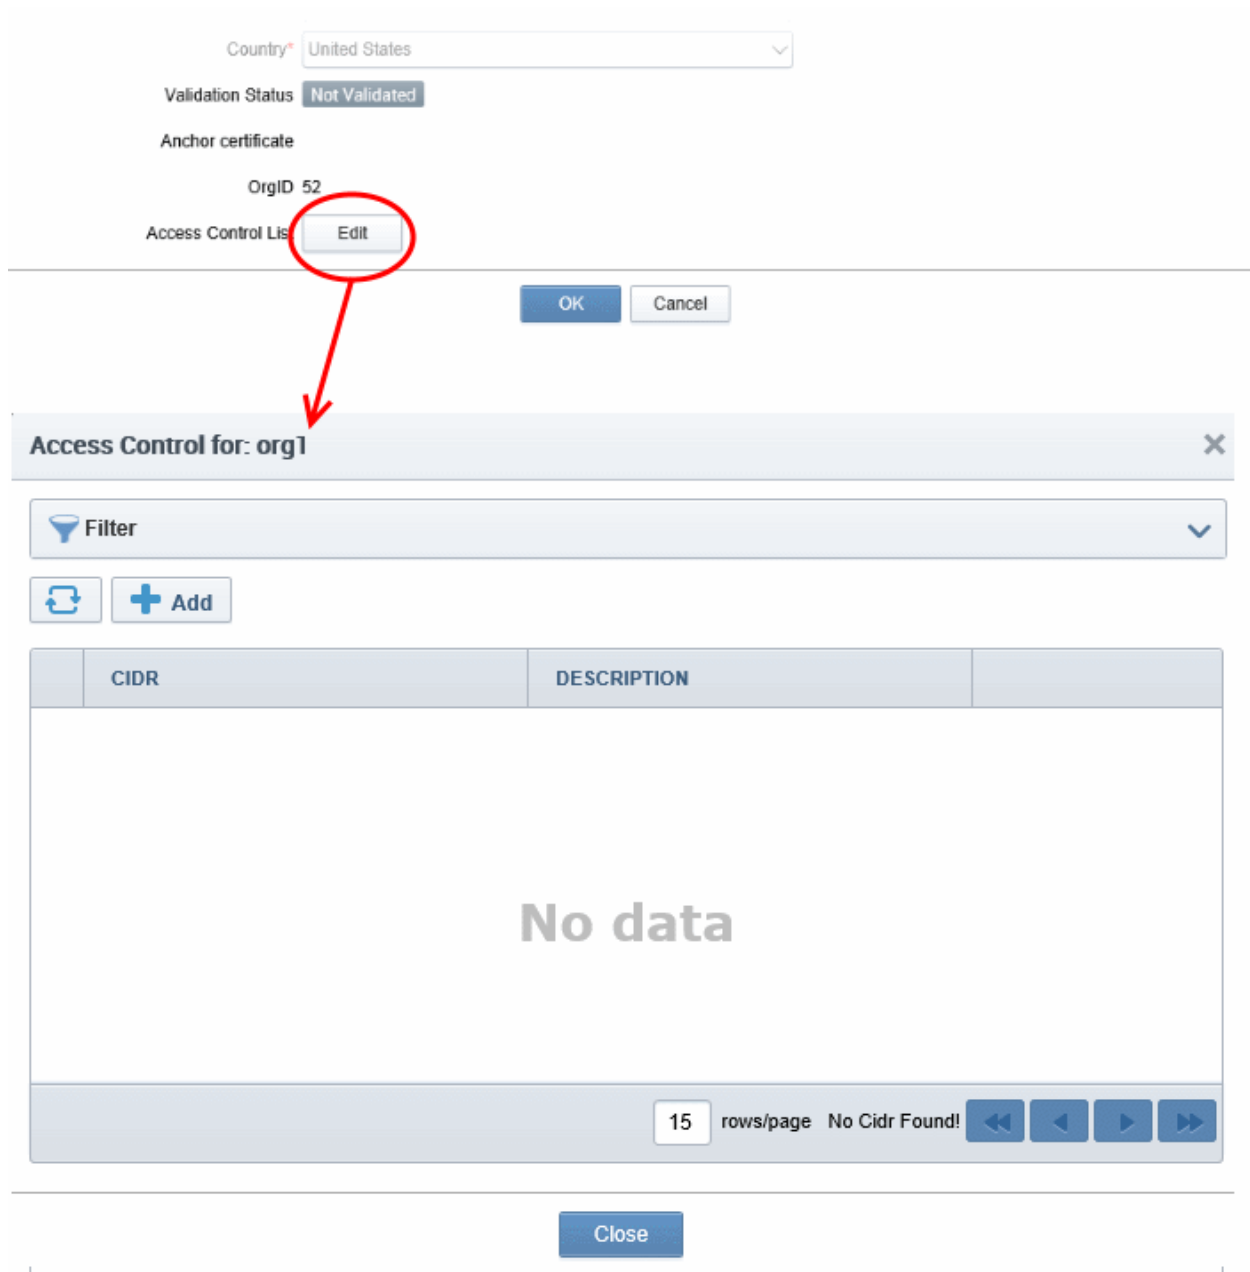 Country* United States
Validation Status Not Validated
Anchor certificate
OrgID 52
Access Control Lis Edit
OK Cancel
Access Control for: org1
Filter
Add
CIDR DESCRIPTION
No data
15 rows/page No Cidr Found!
Close